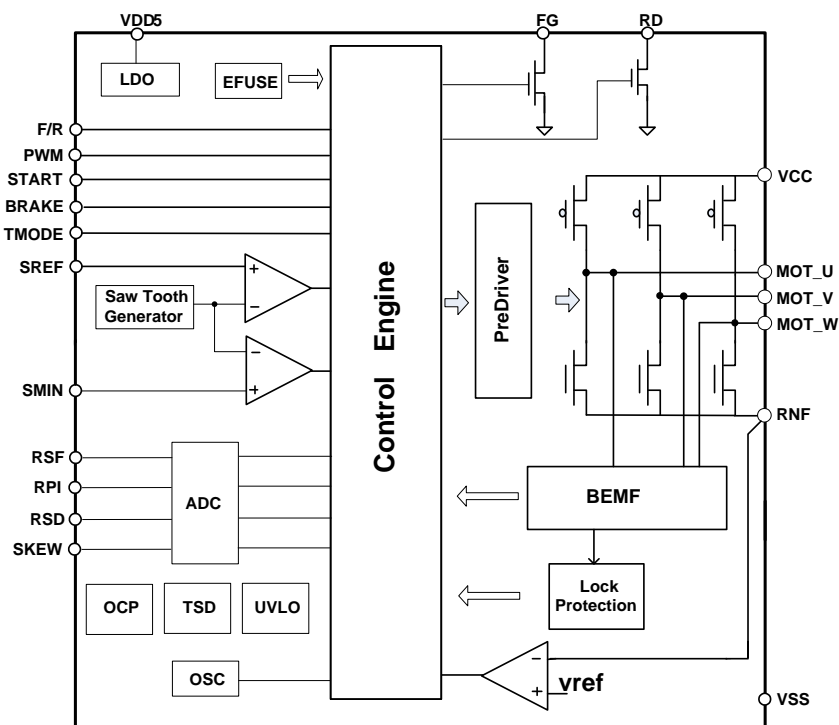 VDD5
FG
RD
LDO
EFUSE
F/R
PWM
START
BRAKE
TMODE
SREF
+
−
Saw Tooth
Generator
−
+
SMIN
RSF
RPI
RSD
SKEW
ADC
OCP
TSD
UVLO
OSC
Control Engine
PreDriver
VCC
MOT_U
MOT_V
MOT_W
RNF
BEMF
Lock
Protection
−
+
vref
VSS